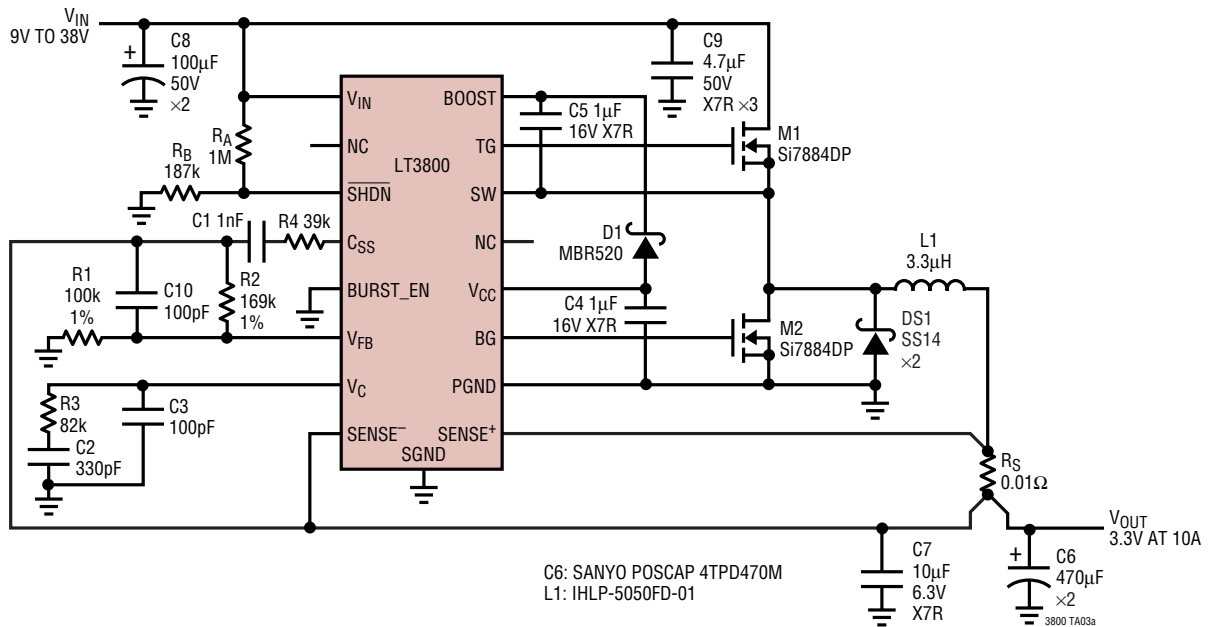 VIN
9V TO 38V
+
C8
100µF
50V
×2
C9
4.7µF
50V
X7R ×3
RA
1M
RB
187k
LT3800
VIN
NC
SHDN
CSS
BURST_EN
VFB
VC
SENSE–
SGND
BOOST
TG
SW
NC
VCC
BG
PGND
SENSE+
C5 1µF
16V X7R
M1
Si7884DP
C1 1nF
R4 39k
D1
MBR520
L1
3.3µH
R1
100k
1%
C10
100pF
R2
169k
1%
C4 1µF
16V X7R
M2
Si7884DP
DS1
SS14
×2
R3
82k
C2
330pF
C3
100pF
RS
0.01Ω
VOUT
3.3V AT 10A
C7
10µF
6.3V
X7R
+
C6
470µF
×2
C6: SANYO POSCAP 4TPD470M
L1: IHLP-5050FD-01
3800 TA03a